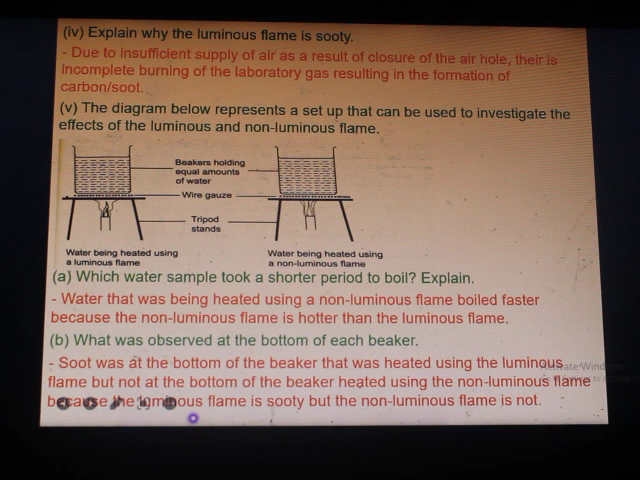 (iv) Explain why the luminous flame is sooty.
- Due to insufficient supply of air as a result of closure of the air hole, their is
incomplete burning of the laboratory gas resulting in the formation of
carbon/soot.
(v) The diagram below represents a set up that can be used to investigate the
effects of the luminous and non-luminous flame.
Beakers holding
equal amounts
of water
Wire gauze
Tripod
stands
Water being heated using
a luminous flame
Water being heated using
a non-luminous flame
(a) Which water sample took a shorter period to boil? Explain.
- Water that was being heated using a non-luminous flame boiled faster
because the non-luminous flame is hotter than the luminous flame.
(b) What was observed at the bottom of each beaker.
- Soot was at the bottom of the beaker that was heated using the luminous
flame but not at the bottom of the beaker heated using the non-luminous flame
because the luminous flame is sooty but the non-luminous flame is not.